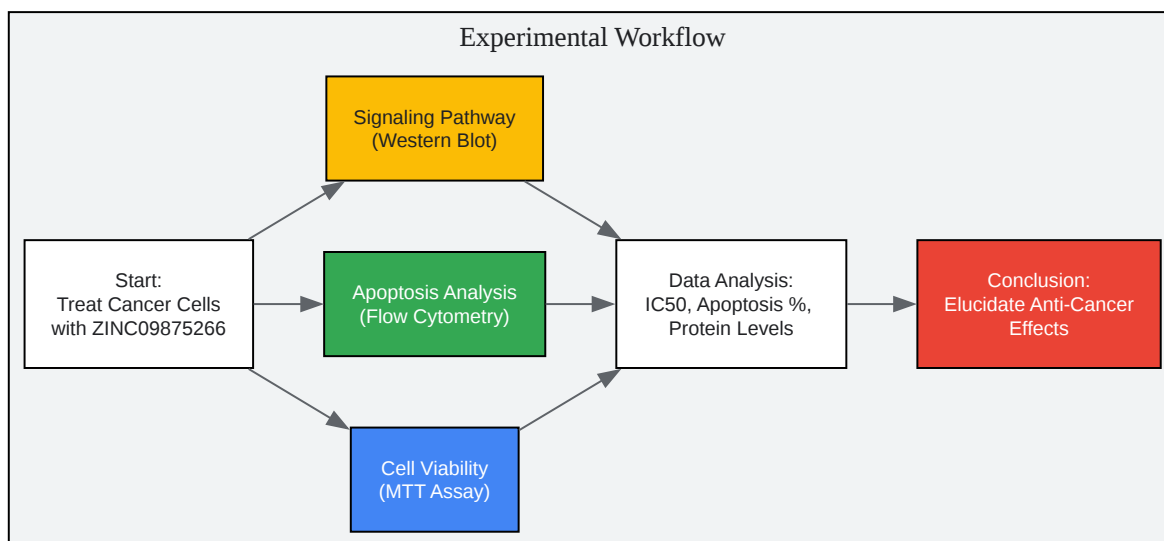 Experimental Workflow
Signaling Pathway
(Western Blot)
Start:
Treat Cancer Cells
with ZINC09875266
Apoptosis Analysis
(Flow Cytometry)
Data Analysis:
IC50, Apoptosis %,
Protein Levels
Conclusion:
Elucidate Anti-Cancer
Effects
Cell Viability
(MTT Assay)